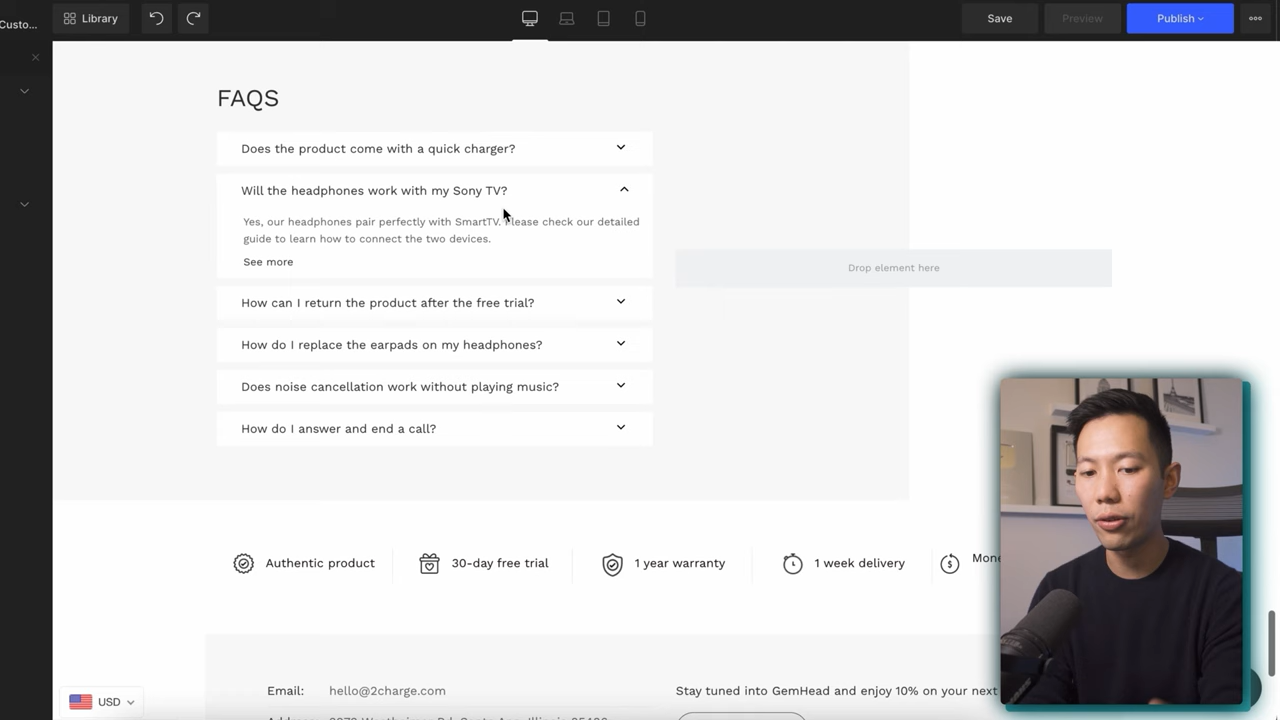 Custo...
Library
Save
Preview
Publish
FAQS
Does the product come with a quick charger?
Will the headphones work with my Sony TV?
Yes, our headphones pair perfectly with SmartTV. Please check our detailed
guide to learn how to connect the two devices.
See more
Drop element here
How can I return the product after the free trial?
How do I replace the earpads on my headphones?
Does noise cancellation work without playing music?
How do I answer and end a call?
Authentic product
30-day free trial
1 year warranty
1 week delivery
Email:
hello@2charge.com
Stay tuned into GemHead and enjoy 10% on your next
USD